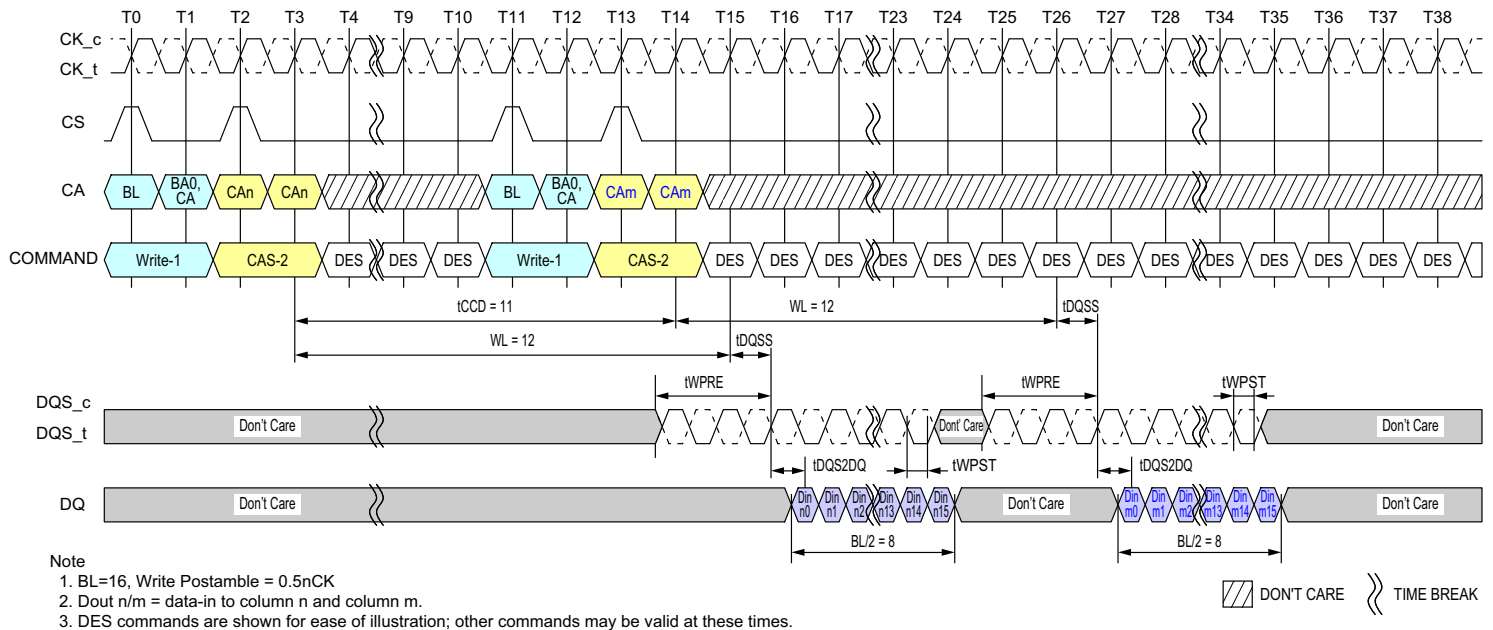 T0 T1 T2 T3 T4 T9 T10 T11 T12 T13 T14 T15 T16 T17 T23 T24 T25 T26 T27 T28 T34 T35 T36 T37 T38
CK_c
CK_t
CS
CA BL BA0, CA CAn CAn BL BA0, CA CAm CAm
COMMAND Write-1 CAS-2 DES DES DES Write-1 CAS-2 DES DES DES DES DES DES DES DES DES DES DES DES DES DES
tCCD = 11 WL = 12 tDQSS
WL = 12 tDQSS
tWPRE tWPRE tWPST
DQS_c
DQS_t Don't Care Dont' Care Don't Care
tDQS2DQ tWPST tDQS2DQ
DQ Don't Care Din n0 Din n1 Din n2 Din n13 Din n14 Din n15 Don't Care Din m0 Din m1 Din m2 Din m13 Din m14 Din m15 Don't Care
BL/2 = 8 BL/2 = 8
Note
1. BL=16, Write Postamble = 0.5nCK
2. Dout n/m = data-in to column n and column m.
3. DES commands are shown for ease of illustration; other commands may be valid at these times.
DON'T CARE TIME BREAK